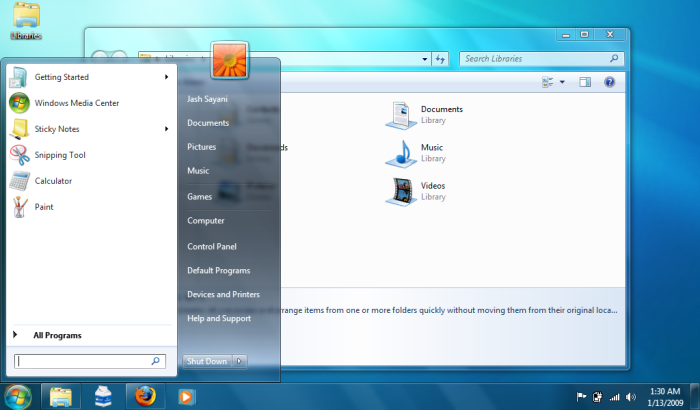 Libraries
Search Libraries
Getting Started
Windows Media Center
Sticky Notes
Snipping Tool
Calculator
Paint
All Programs
Jash Sayani
Documents
Pictures
Music
Games
Computer
Control Panel
Default Programs
Devices and Printers
Help and Support
Shut Down
Documents
Library
Music
Library
Videos
Library
range items from one or more folders quickly without moving them from their original loca...
1:30 AM
1/13/2009